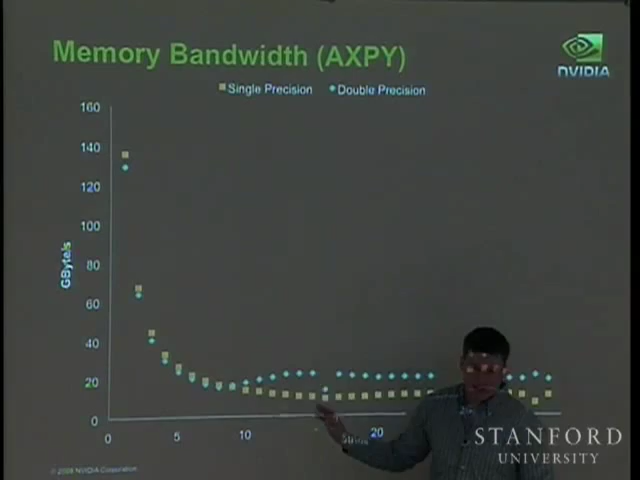 Memory Bandwidth (AXPY)
NVIDIA
Single Precision
Double Precision
160
140
120
100
80
60
40
20
0
GByte/s
0
5
10
20
© 2008 NVIDIA Corporation
STANFORD
UNIVERSITY